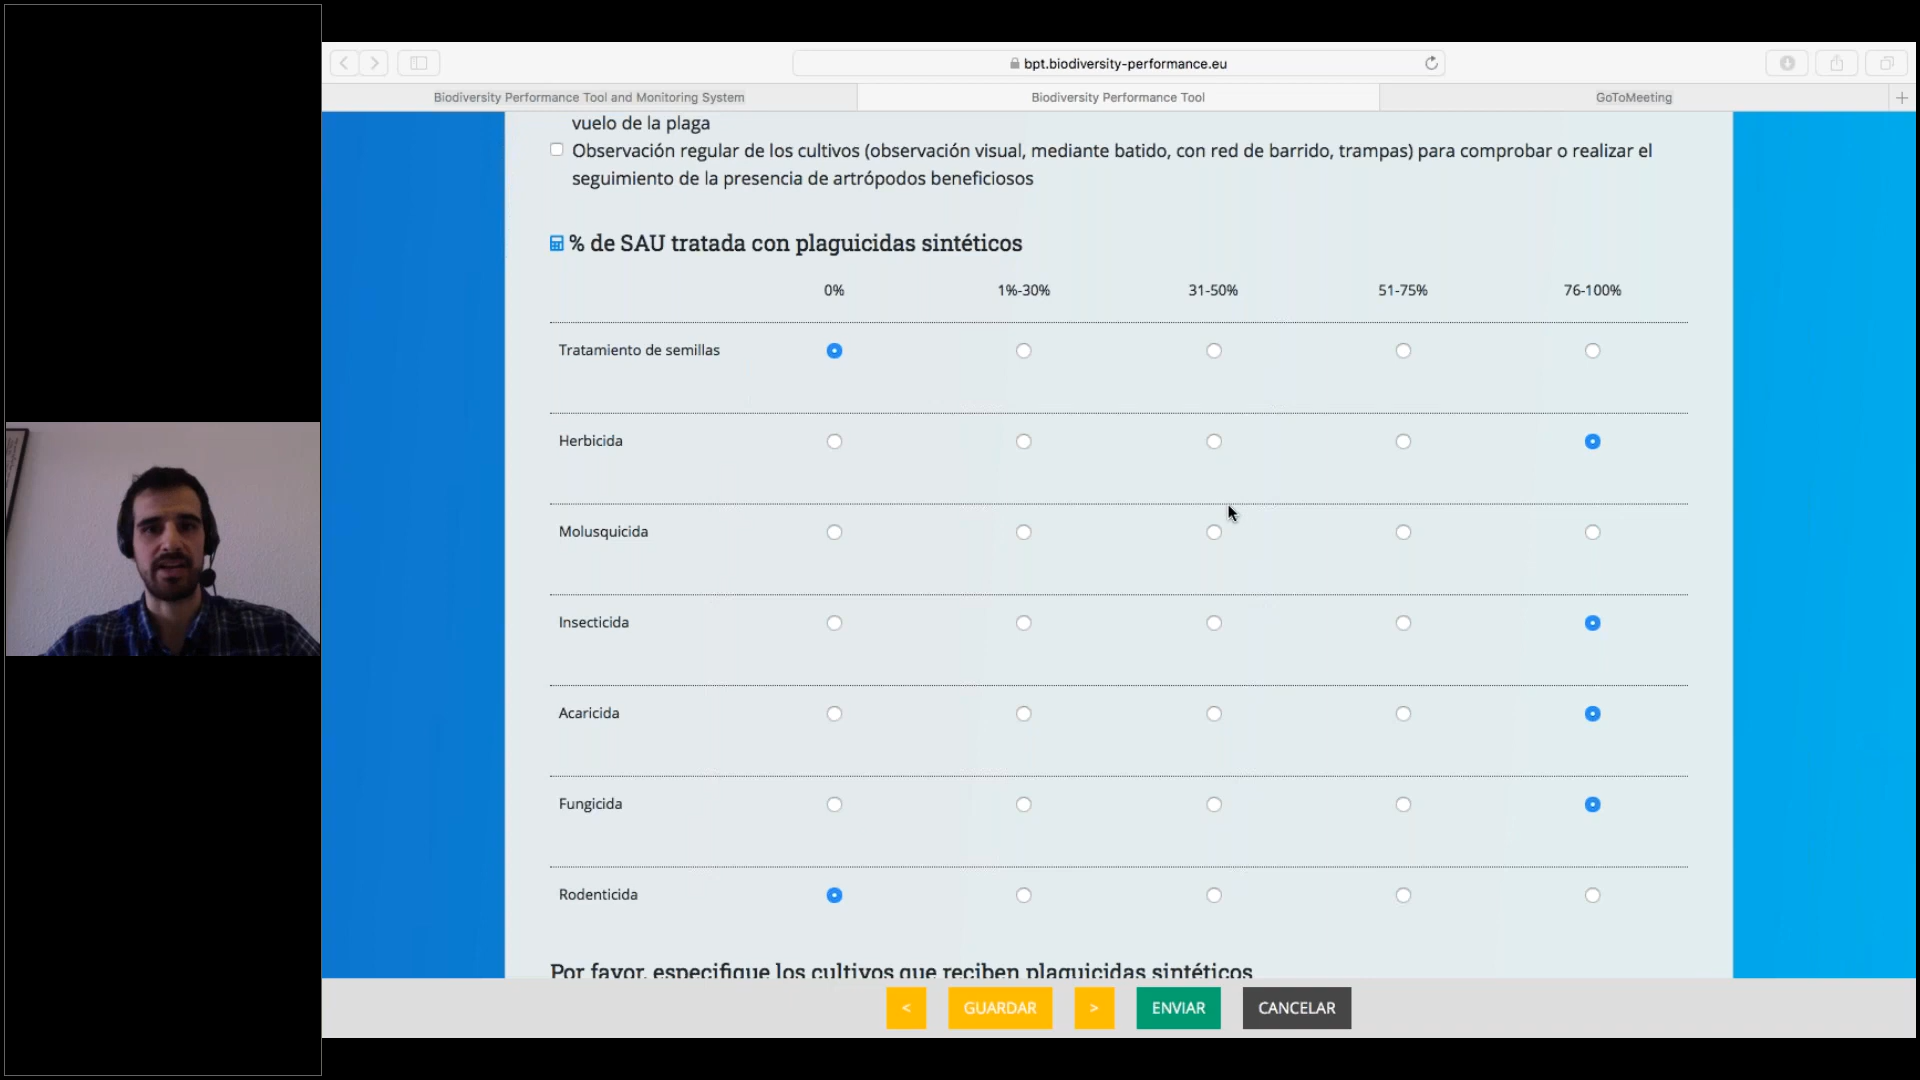 bpt.biodiversity-performance.eu
Biodiversity Performance Tool and Monitoring System
Biodiversity Performance Tool
GoToMeeting
vuelo de la plaga
Observación regular de los cultivos (observación visual, mediante batido, con red de barrido, trampas) para comprobar o realizar el
seguimiento de la presencia de artrópodos beneficiosos
% de SAU tratada con plaguicidas sintéticos
0% 1%-30% 31-50% 51-75% 76-100%
Tratamiento de semillas
Herbicida
Molusquicida
Insecticida
Acaricida
Fungicida
Rodenticida
Por favor, especifique los cultivos que reciben plaguicidas sintéticos
< GUARDAR > ENVIAR CANCELAR